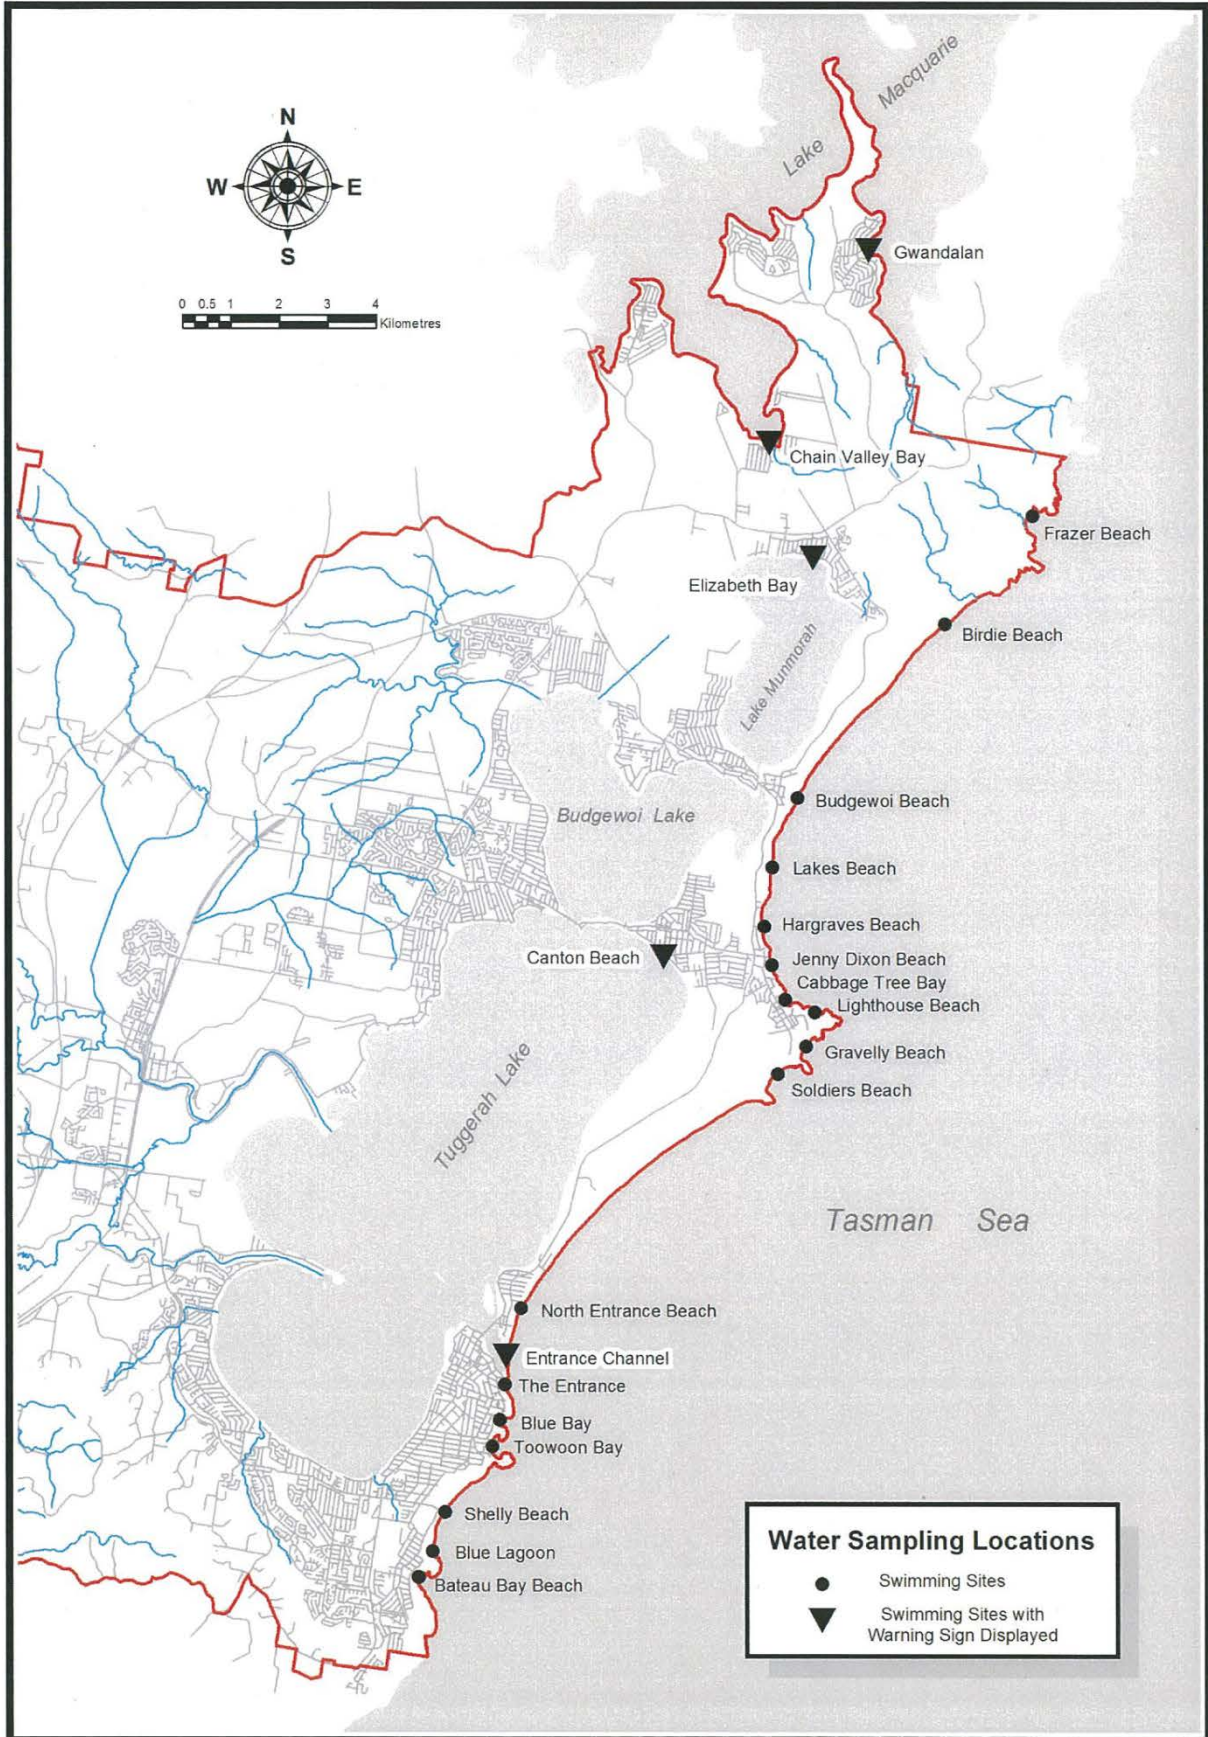 Macquarie
Lake
N
W E
S
Gwandalan
0 0.5 1 2 3 4
Kilometres
Chain Valley Bay
Frazer Beach
Elizabeth Bay
Birdie Beach
Lake Munmorah
Budgewoi Beach
Budgewoi Lake
Lakes Beach
Hargraves Beach
Canton Beach
Jenny Dixon Beach
Cabbage Tree Bay
Lighthouse Beach
Gravelly Beach
Soldiers Beach
Tuggerah Lake
Tasman Sea
North Entrance Beach
Entrance Channel
The Entrance
Blue Bay
Toowoon Bay
Shelly Beach
Blue Lagoon
Bateau Bay Beach
Water Sampling Locations
Swimming Sites
Swimming Sites with
Warning Sign Displayed